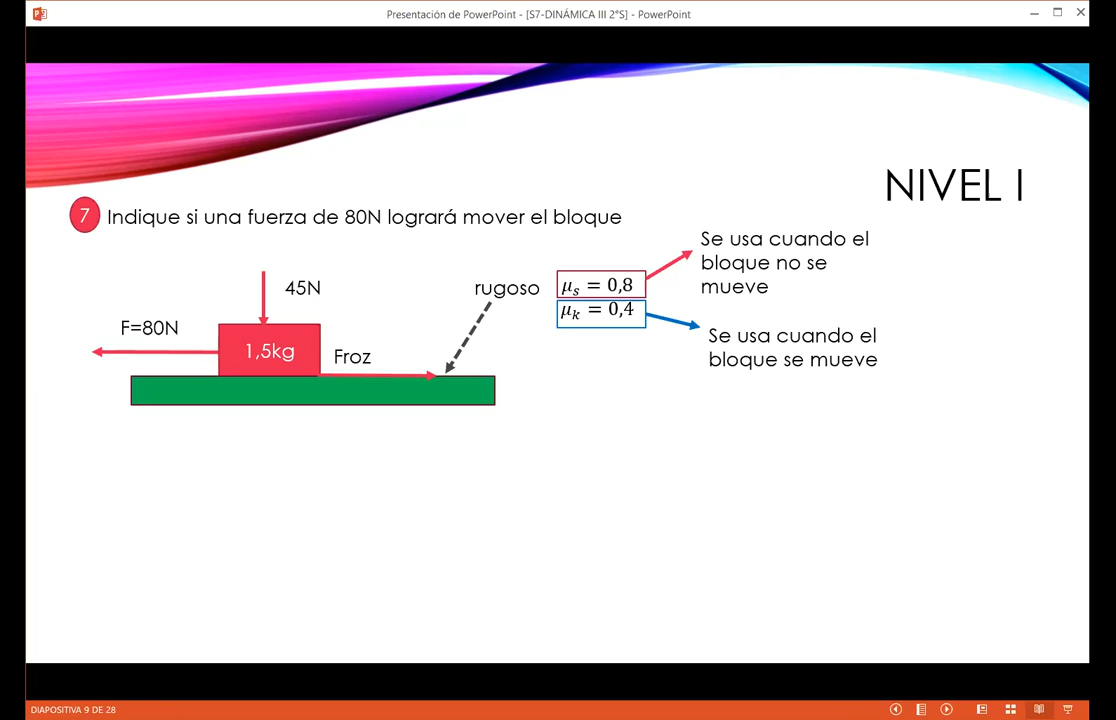 Presentación de PowerPoint - [S7-DINÁMICA III 2°S] - PowerPoint
NIVEL I
7 Indique si una fuerza de 80N logrará mover el bloque
Se usa cuando el
bloque no se
mueve
45N
rugoso
μs = 0,8
μk = 0,4
F=80N
1,5kg
Froz
Se usa cuando el
bloque se mueve
DIAPOSITIVA 9 DE 28